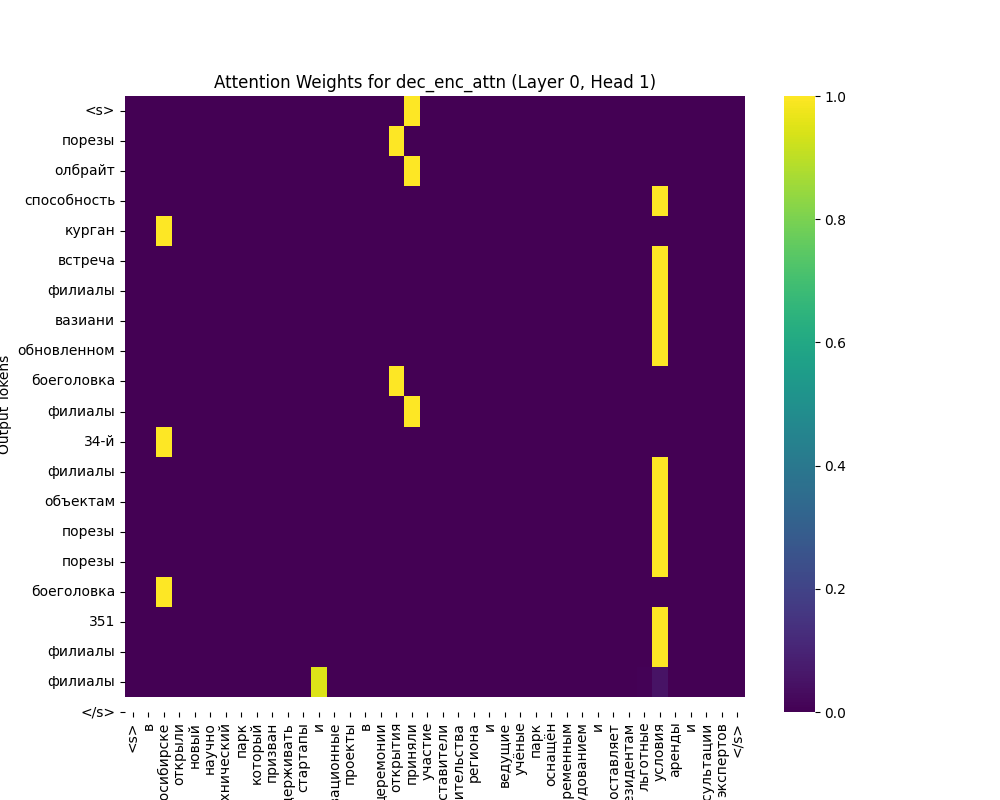 Attention Weights for dec_enc_attn (Layer 0, Head 1)
<s>
порезы
олбрайт
способность
курган
встреча
филиалы
вазиани
обновленном
боеголовка
филиалы
34-й
филиалы
объектам
порезы
порезы
боеголовка
351
филиалы
филиалы
</s>
Output Tokens
1.0
0.8
0.6
0.4
0.2
0.0
<s>
в
осибирске
открыли
новый
научно
хнический
парк
который
призван
держивать
стартапы
и
зационные
проекты
в
церемонии
открытия
приняли
участие
ставители
ительства
региона
и
ведущие
учёные
парк
оснащён
ременным
удованием
и
оставляет
езидентам
льготные
условия
аренды
и
сультации
экспертов
</s>